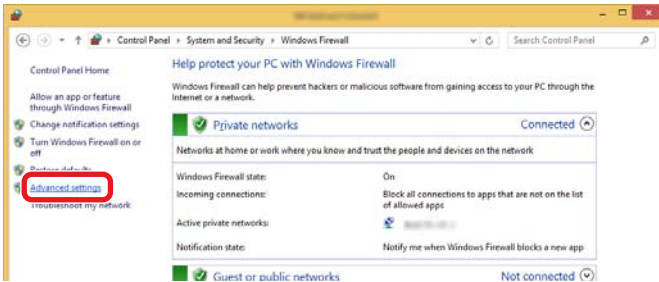 Control Panel System and Security Windows Firewall
Search Control Panel
Control Panel Home
Allow an app or feature
through Windows Firewall
Change notification settings
Turn Windows Firewall on or
off
Restore defaults
Advanced settings
Troubleshoot my network
Help protect your PC with Windows Firewall
Windows Firewall can help prevent hackers or malicious software from gaining access to your PC through the
Internet or a network.
Private networks Connected
Networks at home or work where you know and trust the people and devices on the network
Windows Firewall state: On
Incoming connections: Block all connections to apps that are not on the list
of allowed apps
Active private networks:
Notification state: Notify me when Windows Firewall blocks a new app
Guest or public networks Not connected